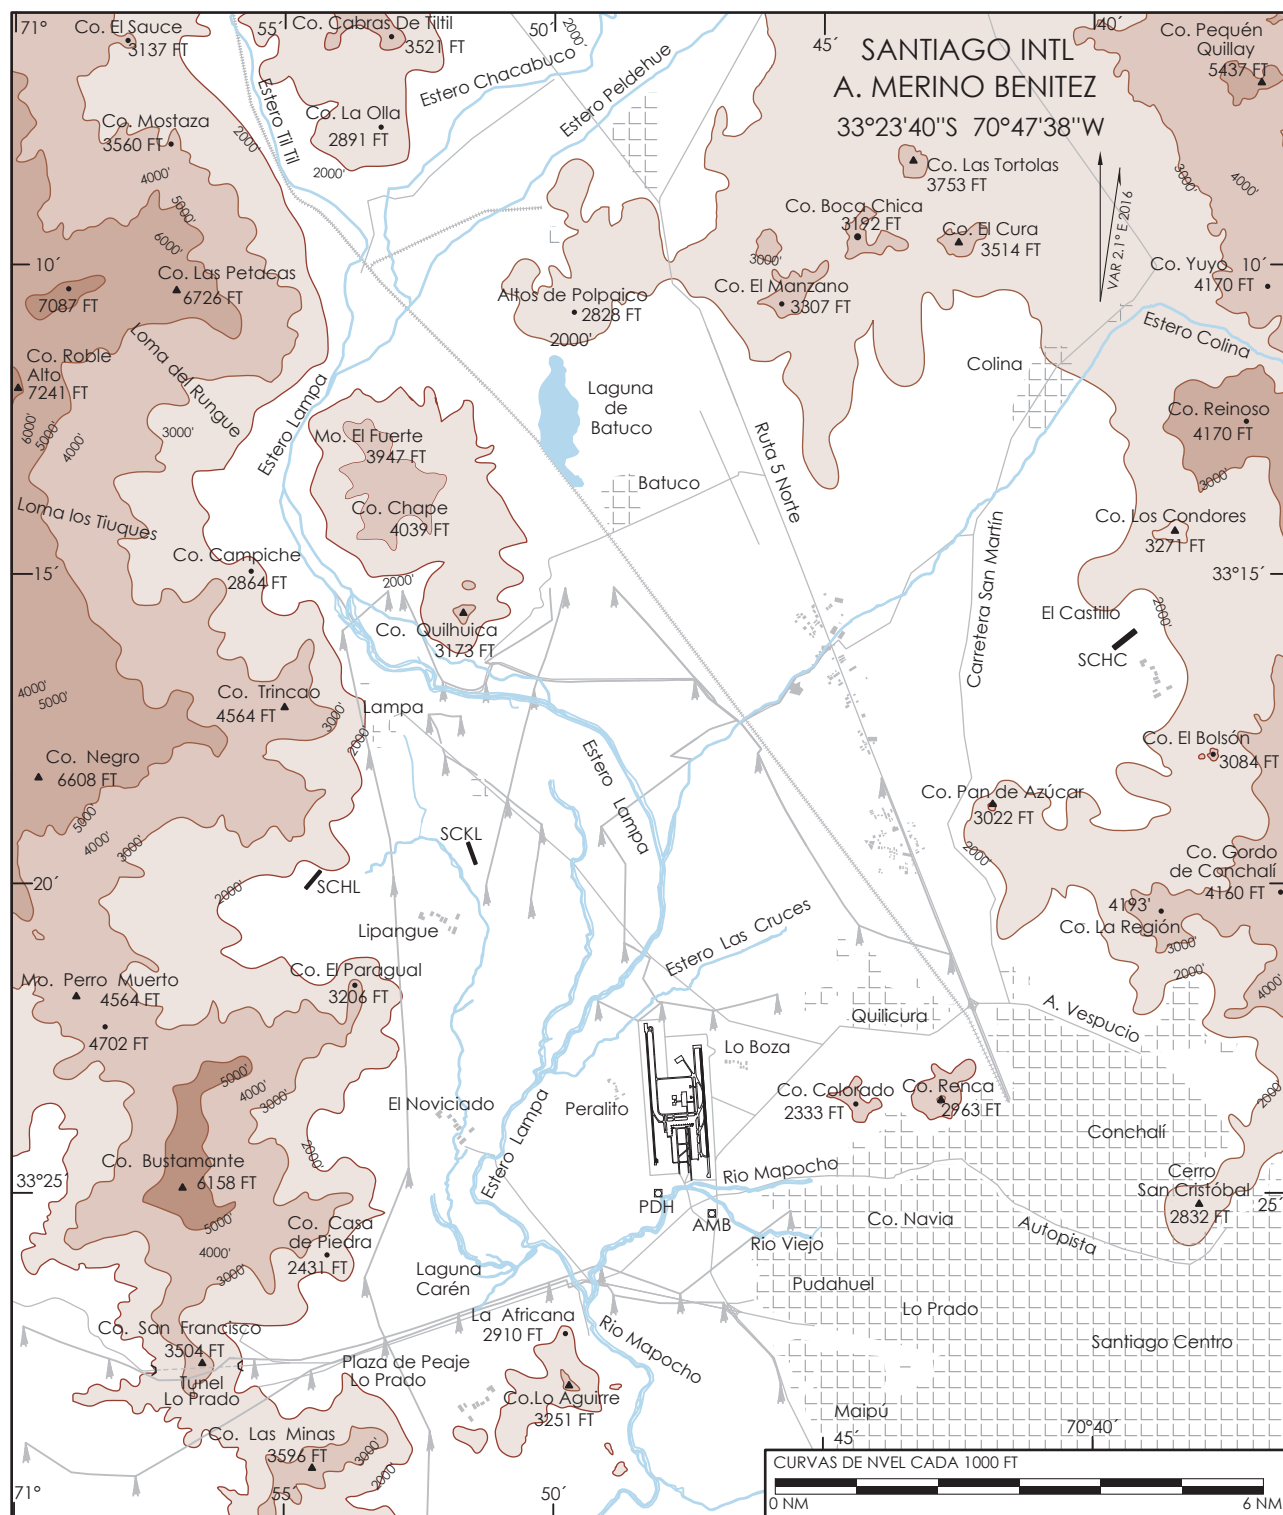 71°
55´
50´
45´
40´
Co. El Sauce
3137 FT
Co. Cabras De Tiltil
3521 FT
Estero Chacabuco
Estero Peldehue
2000'
SANTIAGO INTL
A. MERINO BENITEZ
33°23'40"S 70°47'38"W
Co. Pequén
Quillay
5437 FT
Estero Til Til
Co. La Olla
2891 FT
2000'
Co. Mostaza
3560 FT
2000'
4000'
5000'
6000'
Co. Las Tortolas
3753 FT
3000'
4000'
Co. Boca Chica
3192 FT
Co. El Cura
3514 FT
VAR 2.1° E 2016
10´
Co. Las Petacas
6726 FT
7087 FT
3000'
Co. El Manzano
3307 FT
Altos de Polpaico
2828 FT
2000'
Co. Yuyo
4170 FT
10´
Estero Colina
Loma del Rungue
Co. Roble
Alto
7241 FT
6000'
5000'
4000'
3000'
Estero Lampa
Laguna
de
Batuco
Colina
Mo. El Fuerte
3947 FT
Ruta 5 Norte
Co. Reinoso
4170 FT
3000'
Batuco
Loma los Tiuques
Co. Chape
4039 FT
Carretera San Martín
Co. Los Condores
3271 FT
Co. Campiche
2864 FT
15´
2000'
33°15´
2000'
El Castillo
SCHC
Co. Quilhuica
3173 FT
4000'
5000'
Co. Trincao
4564 FT
3000'
2000'
Lampa
Estero Lampa
Co. El Bolsón
3084 FT
Co. Negro
6608 FT
Co. Pan de Azúcar
3022 FT
2000'
5000'
4000'
3000'
SCKL
SCHL
2000'
20´
Co. Gordo
de Conchalí
4160 FT
4193'
Co. La Región
3000'
2000'
4000'
Lipangue
Estero Las Cruces
Co. El Paragual
3206 FT
Mo. Perro Muerto
4564 FT
4702 FT
Quilicura
A. Vespucio
Lo Boza
5000'
4000'
3000'
2000'
El Noviciado
Peralito
Estero Lampa
Co. Colorado
2333 FT
Co. Renca
2963 FT
2000'
Conchalí
33°25´
Co. Bustamante
6158 FT
Rio Mapocho
Cerro
San Cristóbal
2832 FT
25´
PDH
AMB
Co. Navia
Autopista
5000'
4000'
3000'
Co. Casa
de Piedra
2431 FT
Rio Viejo
Laguna
Carén
Pudahuel
Lo Prado
La Africana
2910 FT
Rio Mapocho
Co. San Francisco
3504 FT
Santiago Centro
Tunel
Lo Prado
Plaza de Peaje
Lo Prado
Co.Lo Aguirre
3251 FT
Maipú
Co. Las Minas
3596 FT
3000'
2000'
45´
70°40´
CURVAS DE NVEL CADA 1000 FT
0 NM
6 NM
71°
55´
50´